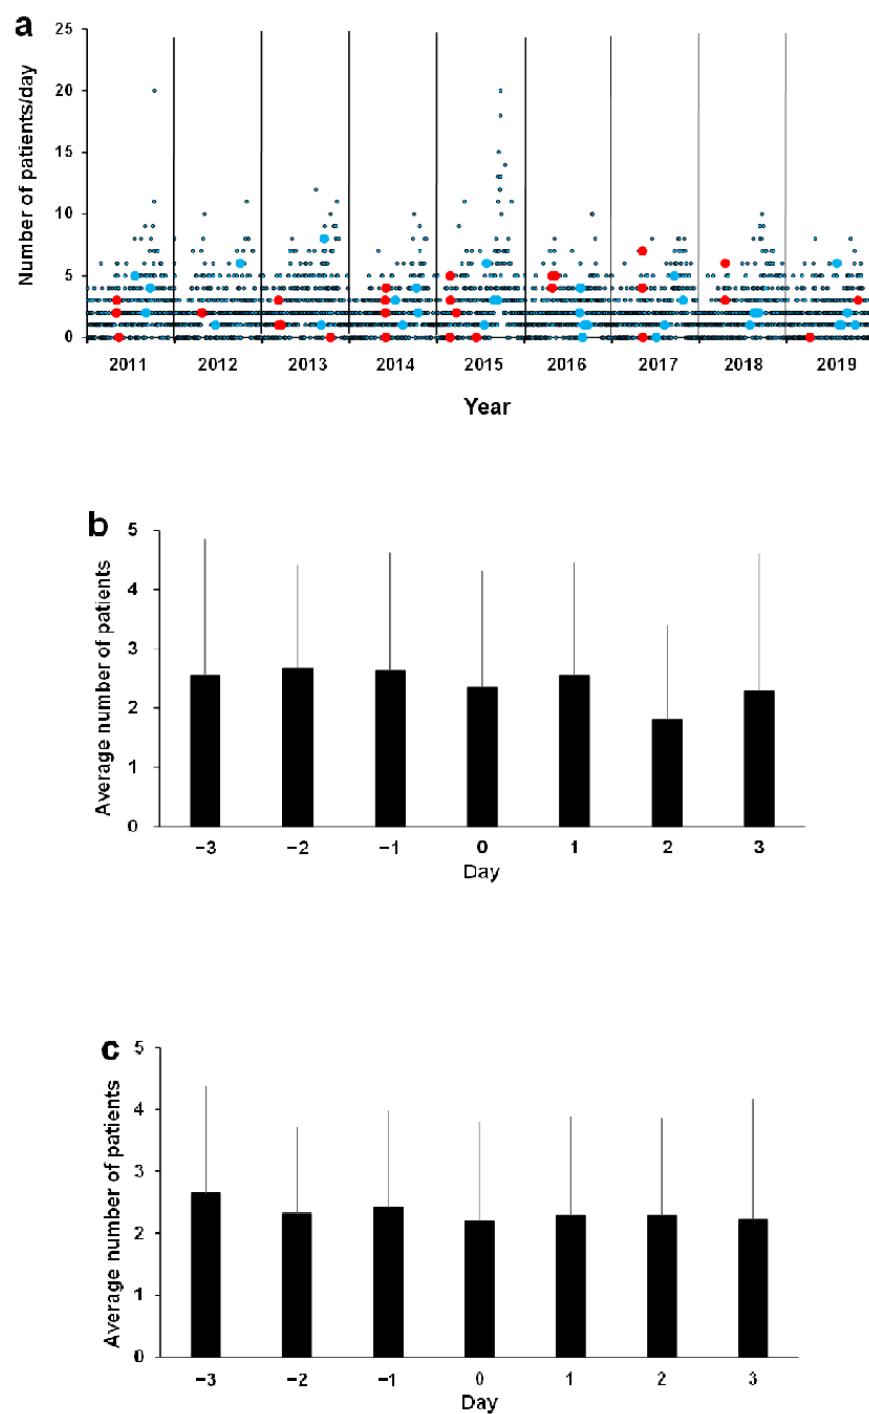 a
Number of patients/day
25
20
15
10
5
0
2011 2012 2013 2014 2015 2016 2017 2018 2019
Year
b
Average number of patients
5
4
3
2
1
0
−3 −2 −1 0 1 2 3
Day
c
Average number of patients
5
4
3
2
1
0
−3 −2 −1 0 1 2 3
Day